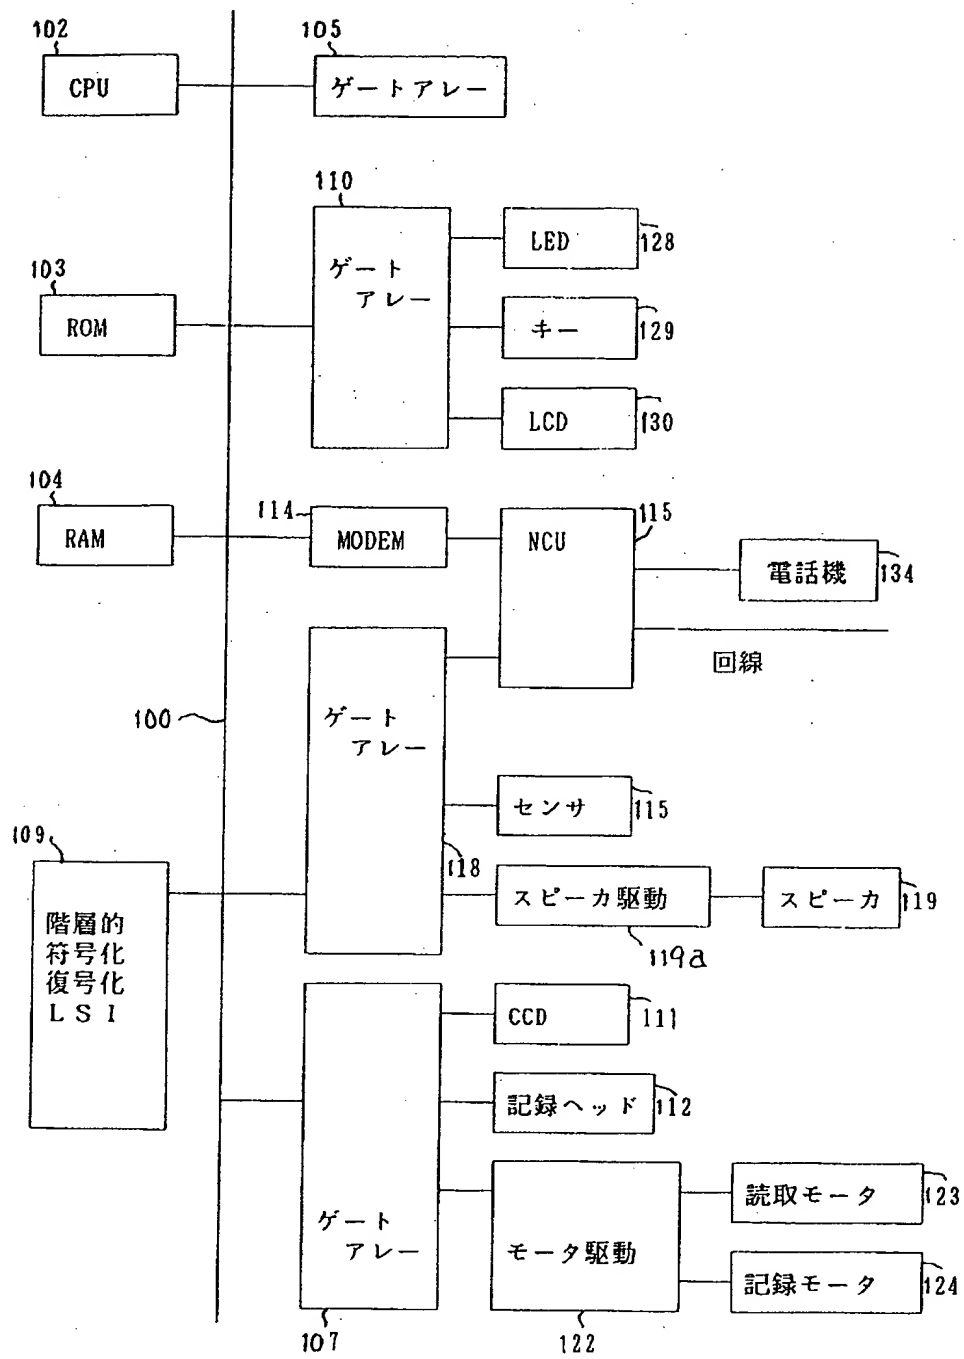 102
CPU
105
ゲートアレー
110
ゲート
アレー
LED
128
103
ROM
キー
129
LCD
130
104
RAM
114
MODEM
NCU
115
電話機
134
回線
100
ゲート
アレー
センサ
115
109
階層的
符号化
復号化
LSI
118
スピーカ駆動
119a
スピーカ
119
CCD
111
記録ヘッド
112
ゲート
アレー
107
モータ駆動
122
読取モータ
123
記録モータ
124